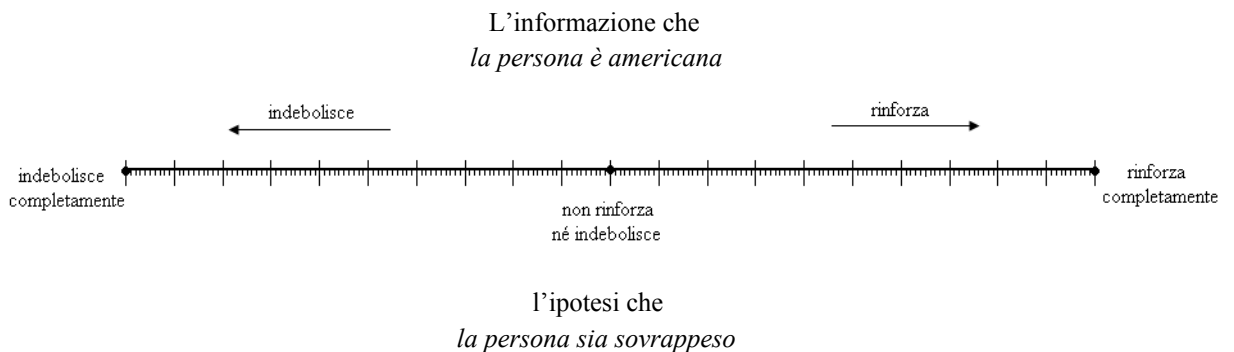 L’informazione che
la persona è americana
indebolisce
rinforza
indebolisce
completamente
non rinforza
né indebolisce
rinforza
completamente
l’ipotesi che
la persona sia sovrappeso